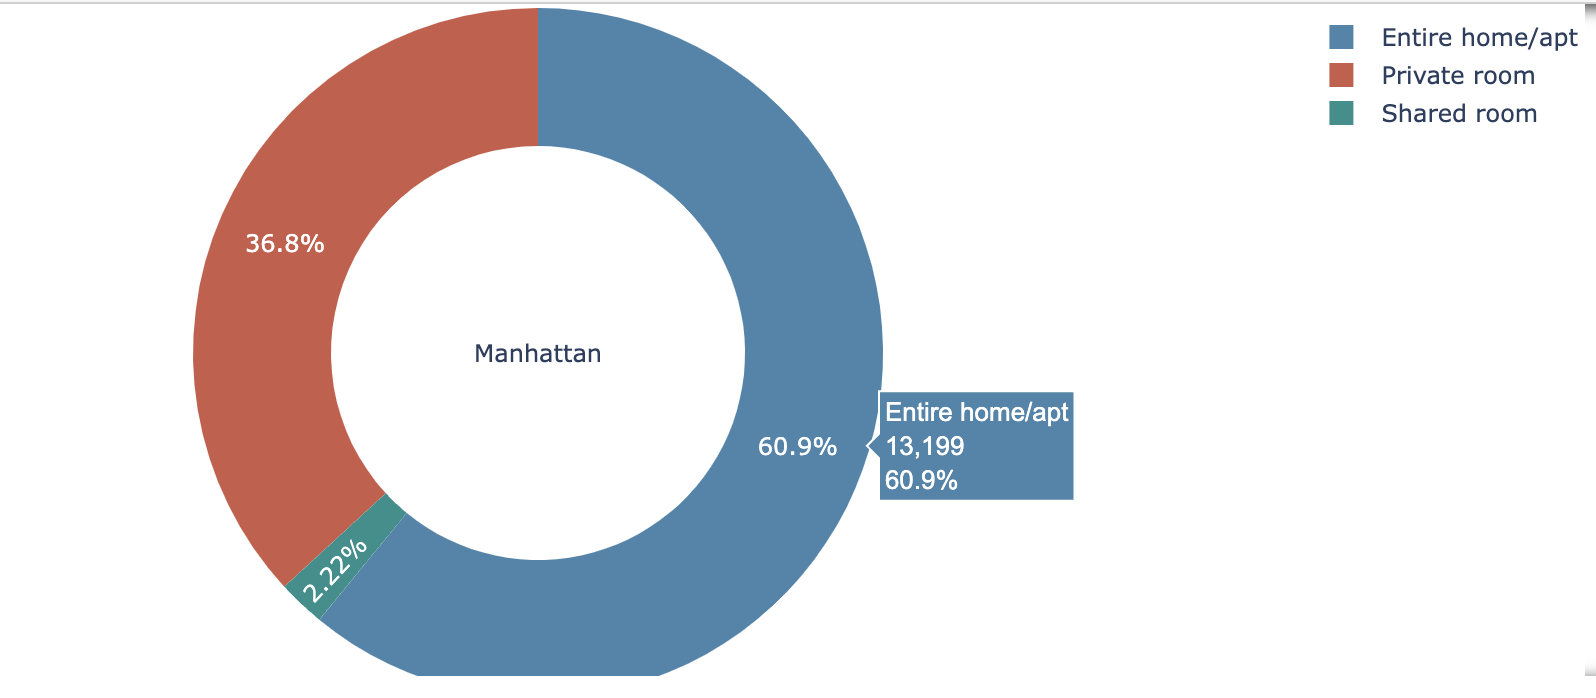 Entire home/apt
Private room
Shared room
36.8%
Manhattan
60.9%
Entire home/apt
13,199
60.9%
2.22%